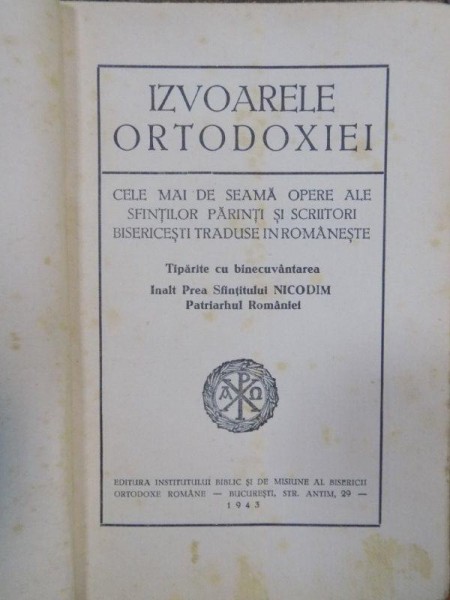 IZVOARELE
ORTODOXIEI
CELE MAI DE SEAMĂ OPERE ALE
SFINȚILOR PĂRINȚI ȘI SCRIITORI
BISERICEȘTI TRADUSE IN ROMÂNEȘTE
Tipărite cu binecuvântarea
Inalt Prea Sfințitului NICODIM
Patriarhul României
A Ω
EDITURA INSTITUTULUI BIBLIC ȘI DE MISIUNE AL BISERICII
ORTODOXE ROMÂNE — BUCUREȘTI, STR. ANTIM, 29 —
1943